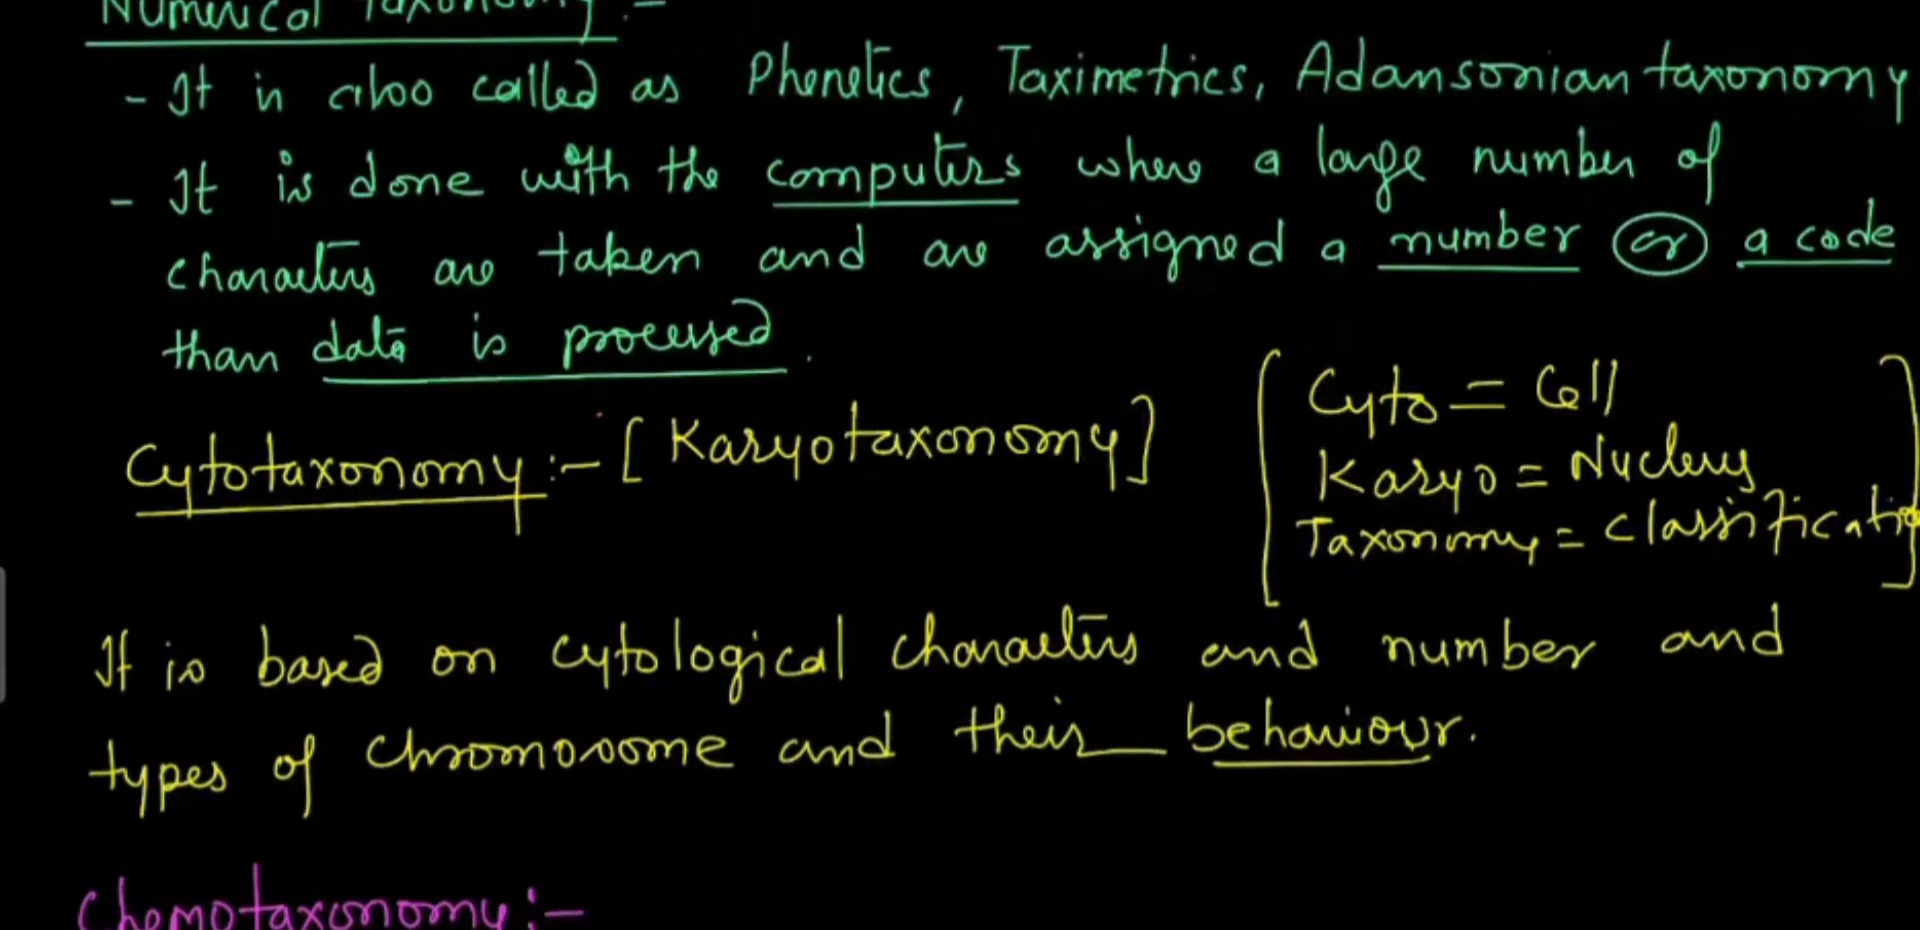 Numerical Taxonomy :-
- It is also called as Phenetics, Taximetrics, Adansonian taxonomy
- It is done with the computers where a large number of
characters are taken and are assigned a number or a code
than data is processed.
Cytotaxonomy :- [Karyotaxonomy]
[Cyto = Cell
Karyo = Nucleus
Taxonomy = Classification]
It is based on cytological characters and number and
types of chromosome and their behaviour.
Chemotaxonomy :-